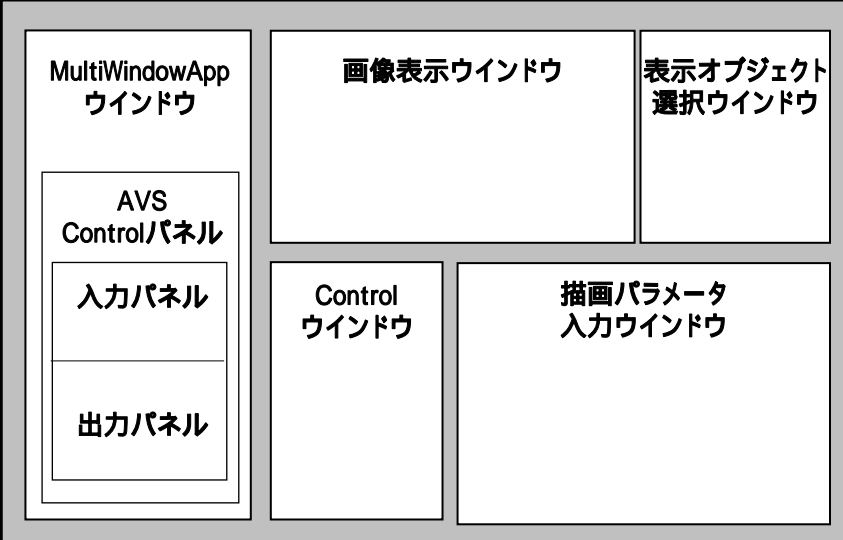 MultiWindowApp
ウインドウ
AVS
Controlパネル
入力パネル
出力パネル
画像表示ウインドウ
表示オブジェクト
選択ウインドウ
Control
ウインドウ
描画パラメータ
入力ウインドウ